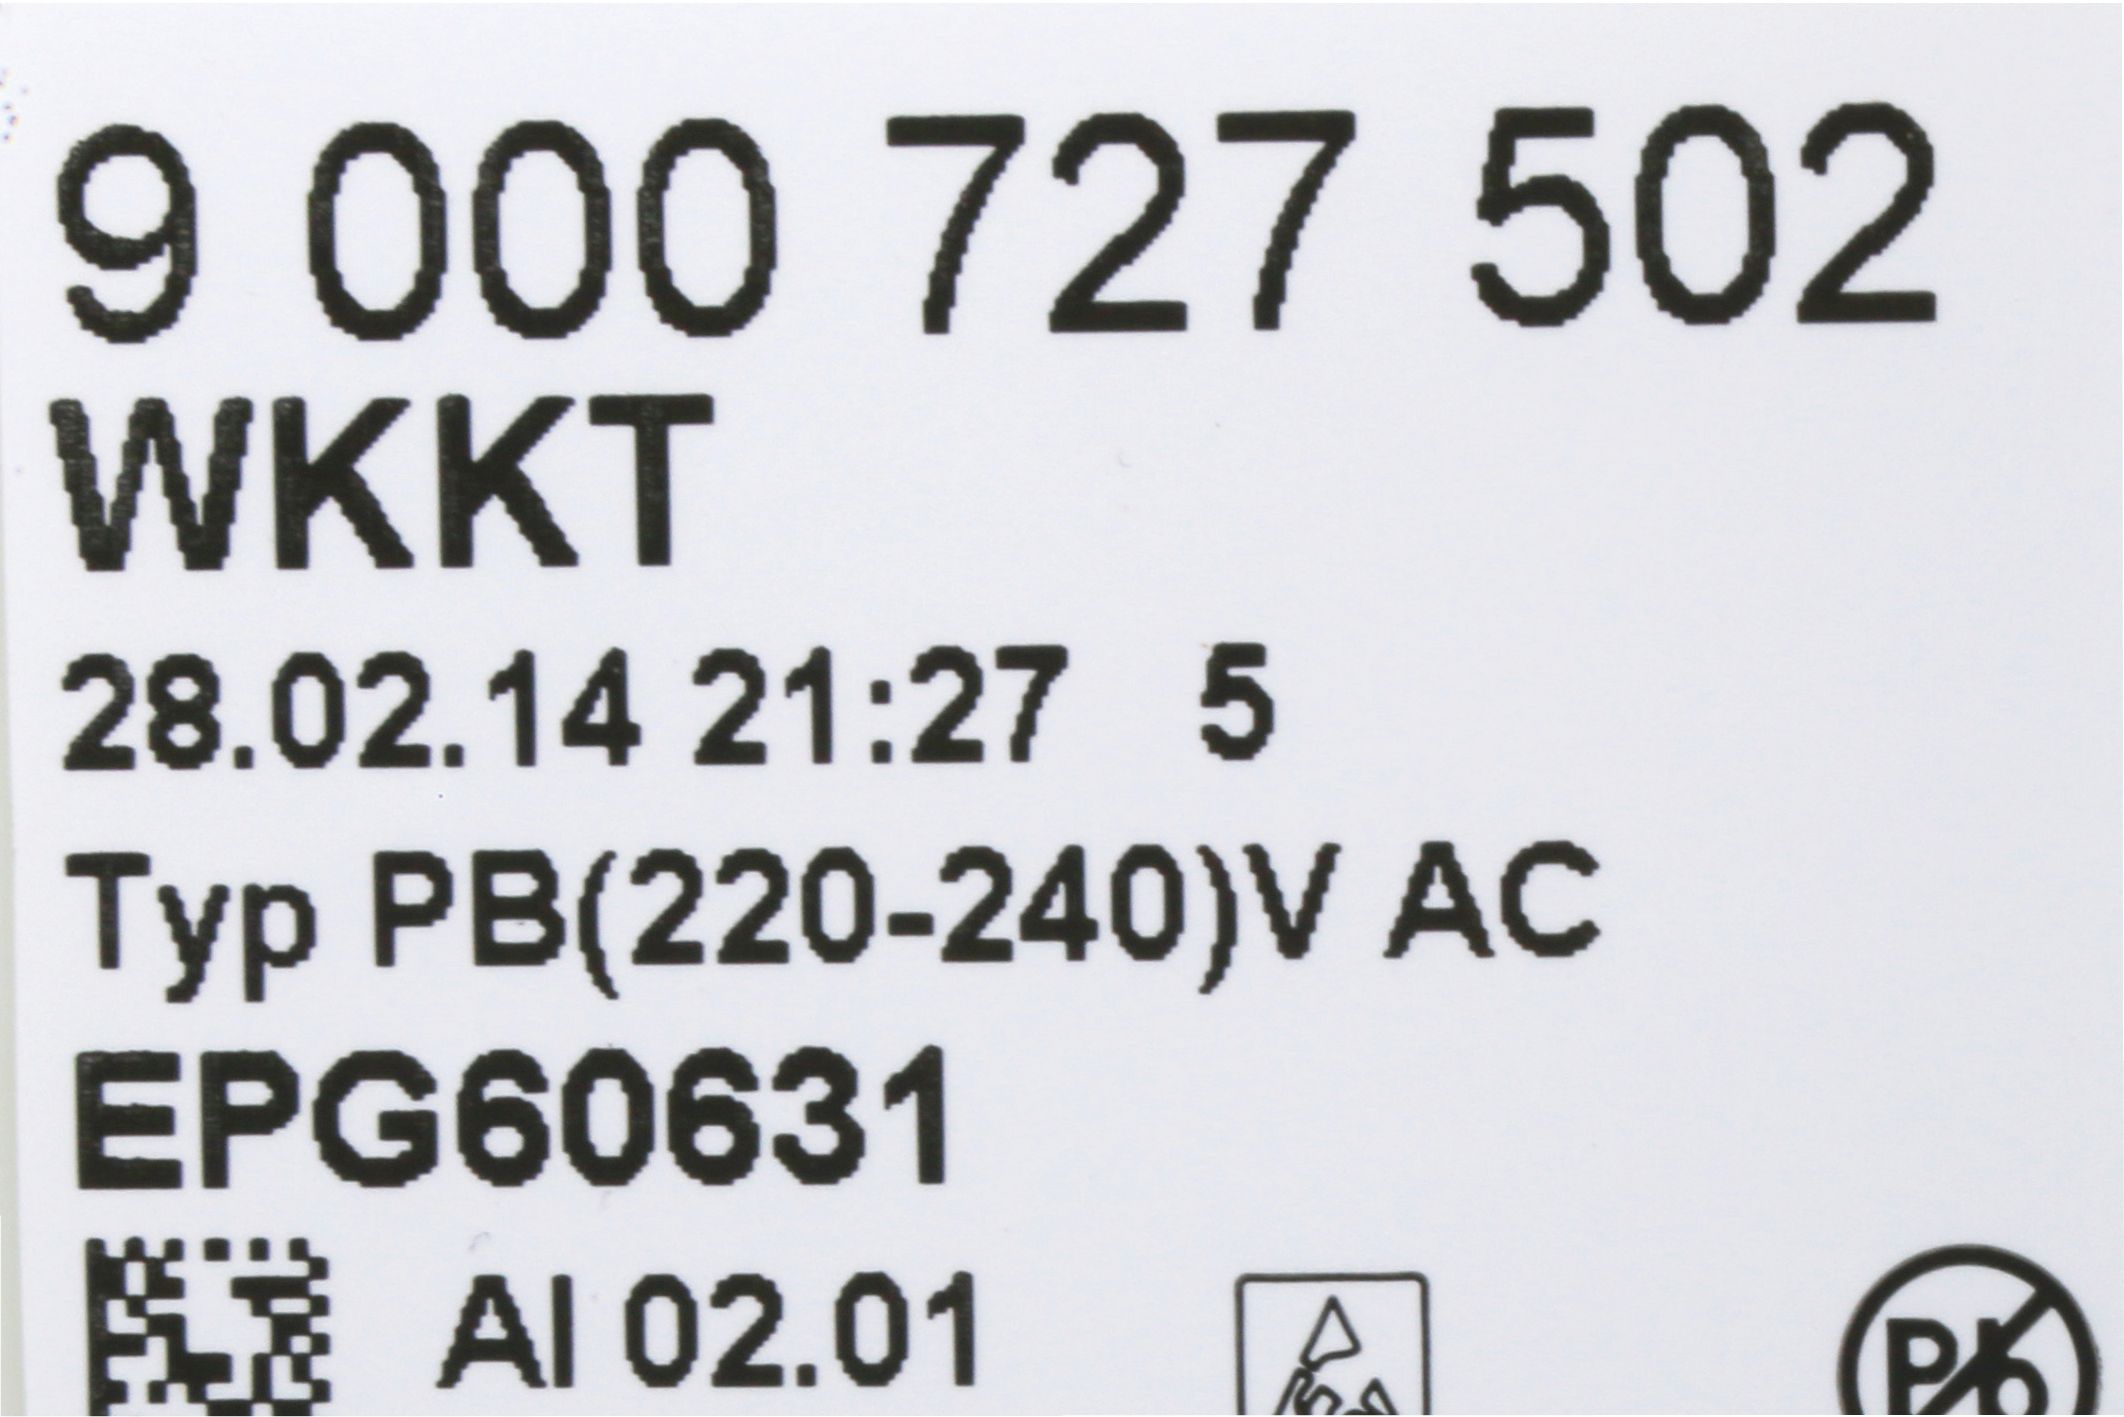 9 000 727 502
WKKT
28.02.14 21:27 5
Typ PB(220-240)V AC
EPG60631
AI 02.01
Pb